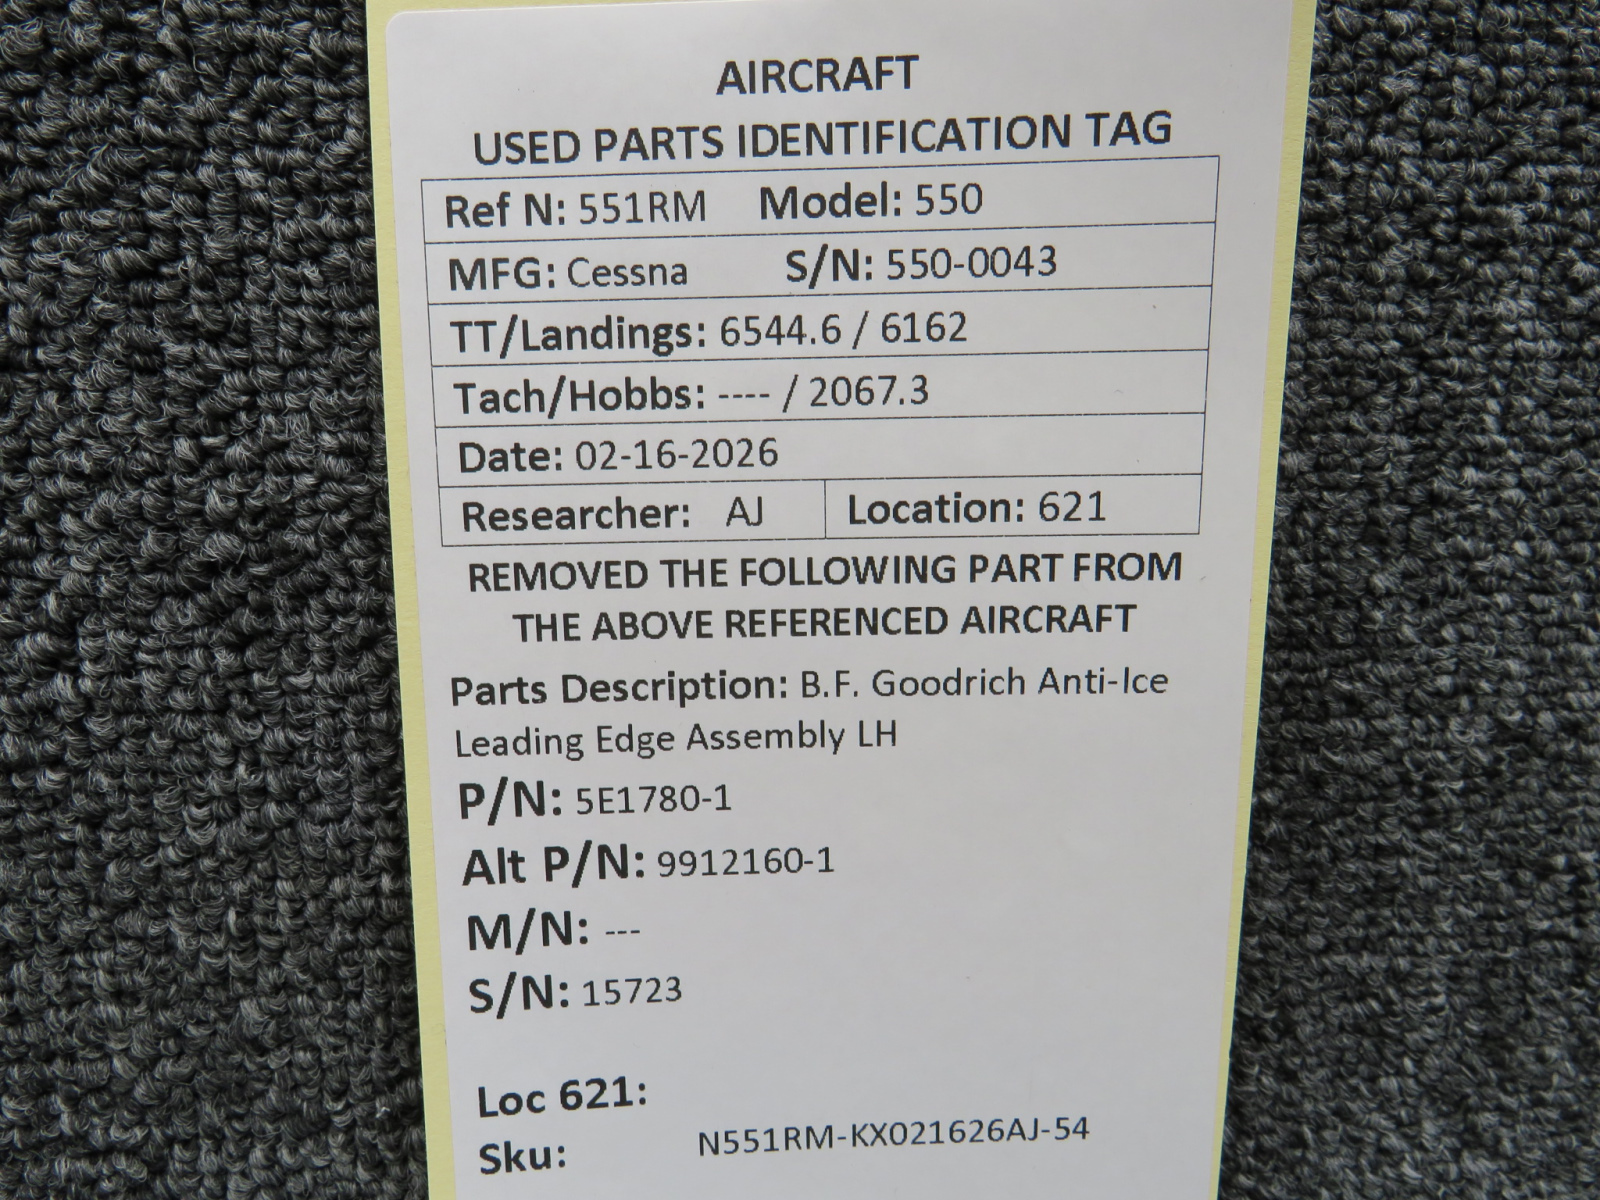 AIRCRAFT
USED PARTS IDENTIFICATION TAG
Ref N: 551RM Model: 550
MFG: Cessna S/N: 550-0043
TT/Landings: 6544.6 / 6162
Tach/Hobbs: ---- / 2067.3
Date: 02-16-2026
Researcher: AJ Location: 621
REMOVED THE FOLLOWING PART FROM
THE ABOVE REFERENCED AIRCRAFT
Parts Description: B.F. Goodrich Anti-Ice
Leading Edge Assembly LH
P/N: 5E1780-1
Alt P/N: 9912160-1
M/N: ---
S/N: 15723
Loc 621:
Sku: N551RM-KX021626AJ-54